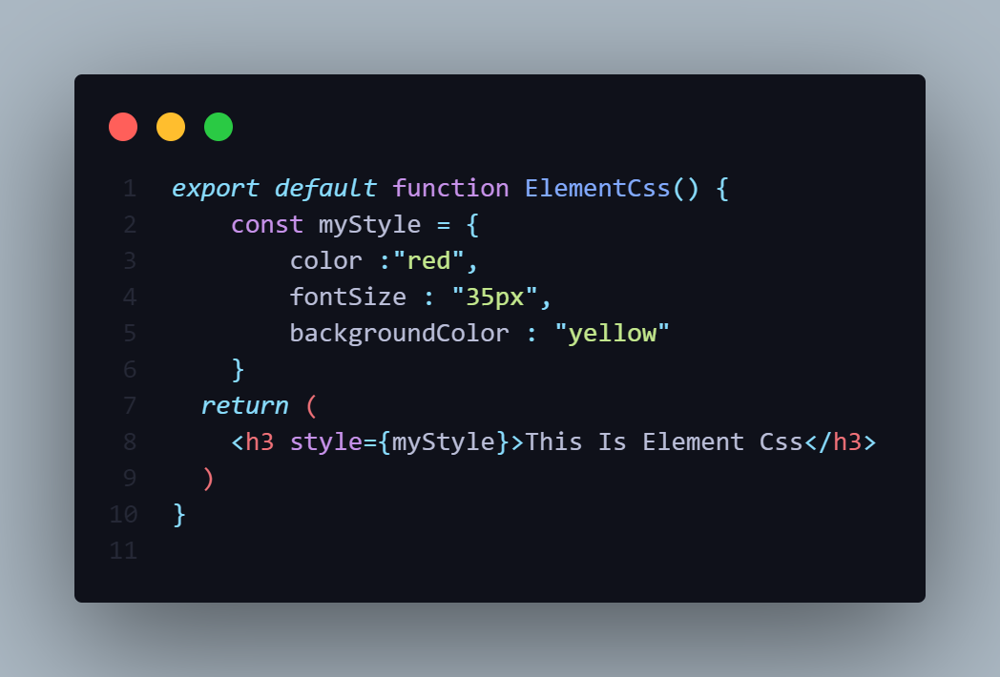 1 export default function ElementCss() {
2     const myStyle = {
3         color :"red",
4         fontSize : "35px",
5         backgroundColor : "yellow"
6     }
7   return (
8     <h3 style={myStyle}>This Is Element Css</h3>
9   )
10 }
11